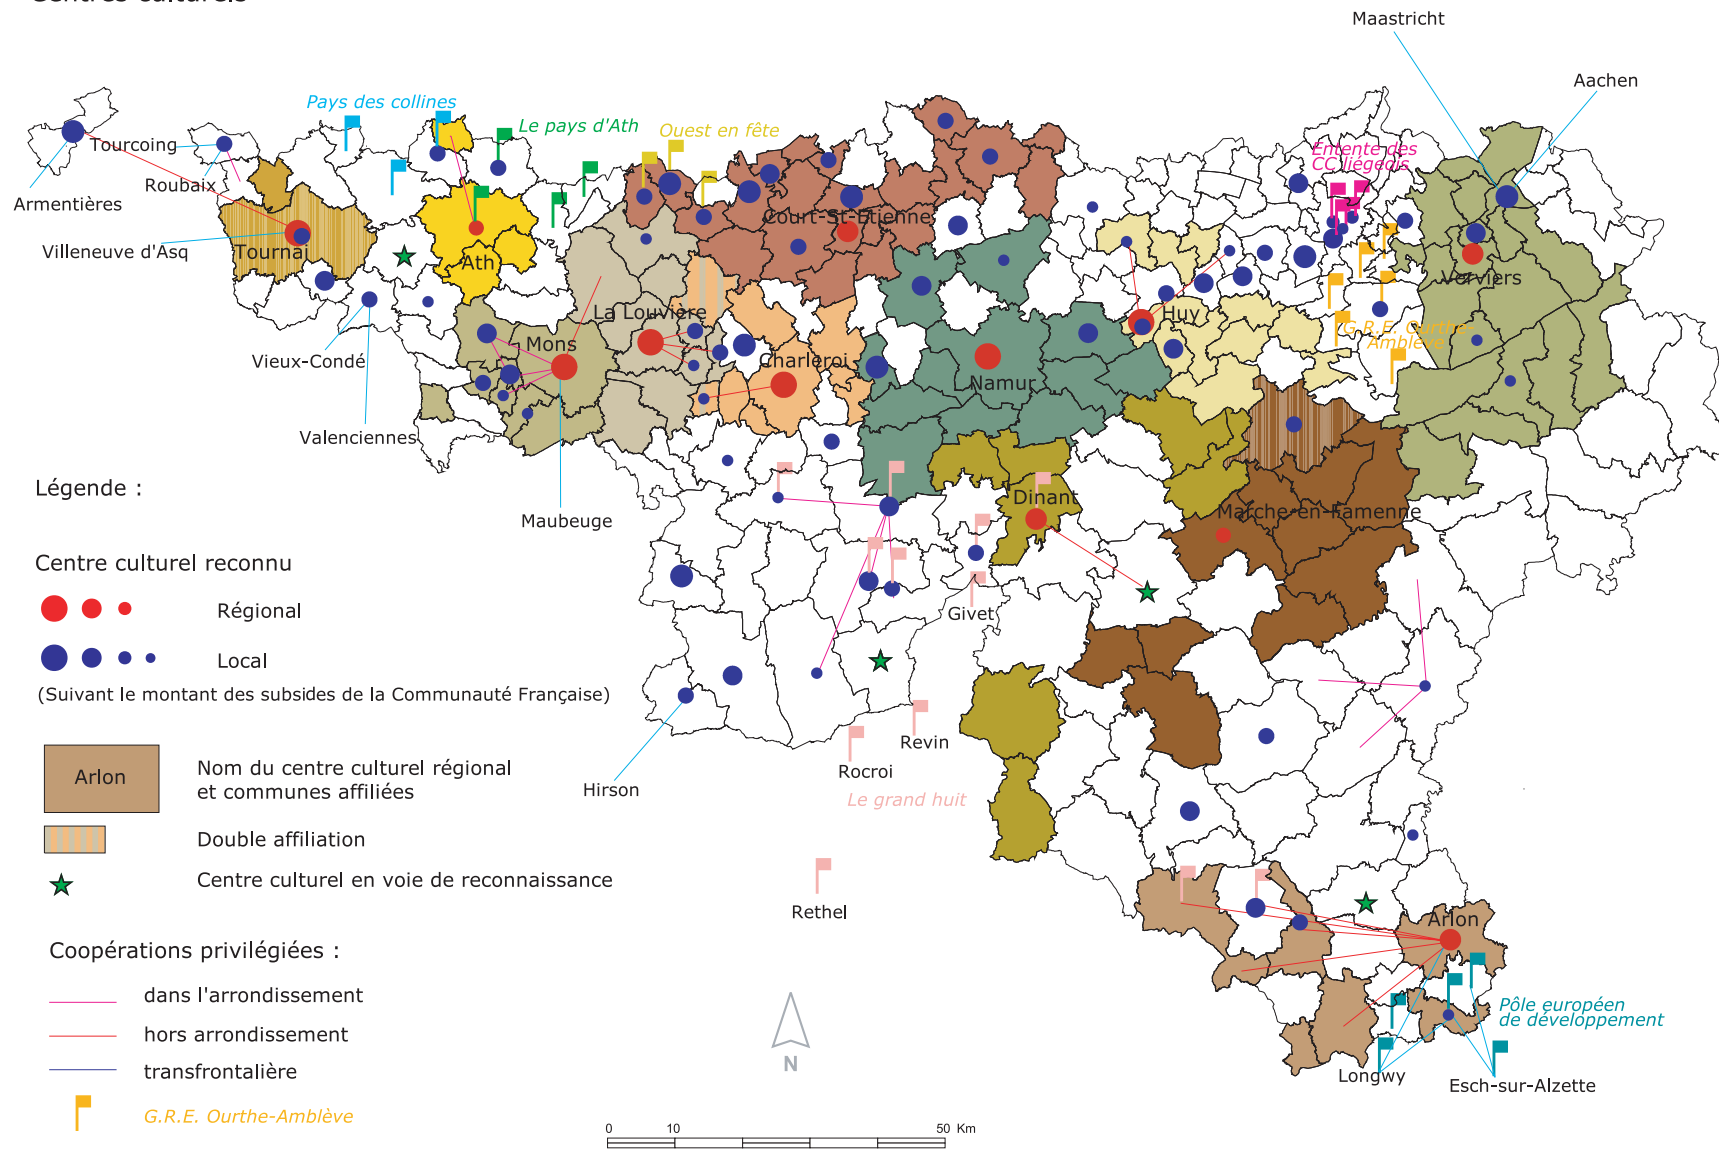 Centres culturels
Maastricht
Aachen
Pays des collines
Le pays d'Ath
Ouest en fête
Entente des
CC liégeois
Tourcoing
Roubaix
Armentières
Villeneuve d'Asq
Tournai
Ath
Court-St-Etienne
Verviers
La Louvière
Huy
G.R.E. Ourthe-
Amblève
Mons
Charleroi
Namur
Vieux-Condé
Valenciennes
Maubeuge
Dinant
Marche-en-Famenne
Givet
Revin
Rocroi
Le grand huit
Hirson
Rethel
Arlon
Pôle européen
de développement
Longwy
Esch-sur-Alzette
Légende :
Centre culturel reconnu
Régional
Local
(Suivant le montant des subsides de la Communauté Française)
Arlon
Nom du centre culturel régional
et communes affiliées
Double affiliation
Centre culturel en voie de reconnaissance
Coopérations privilégiées :
dans l'arrondissement
hors arrondissement
transfrontalière
G.R.E. Ourthe-Amblève
N
0 10 50 Km